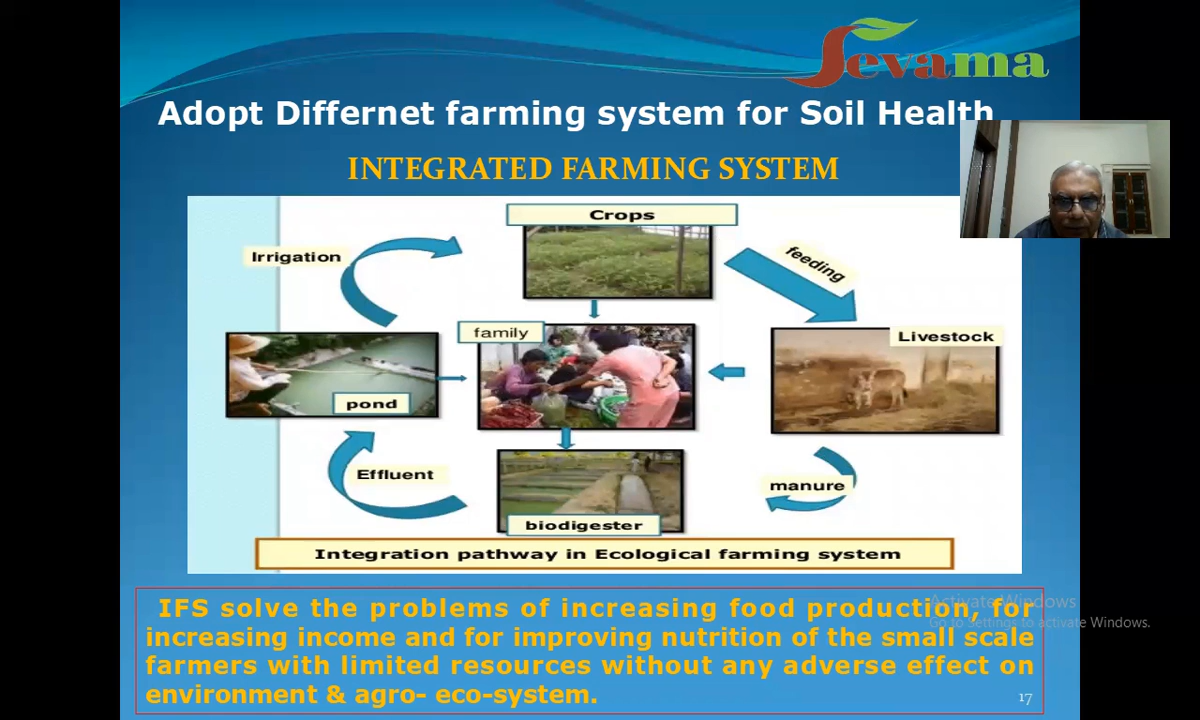 Sevama
Adopt Differnet farming system for Soil Health
INTEGRATED FARMING SYSTEM
Crops
Irrigation
feeding
family
Livestock
pond
Effluent
manure
biodigester
Integration pathway in Ecological farming system
IFS solve the problems of increasing food production, for
increasing income and for improving nutrition of the small scale
farmers with limited resources without any adverse effect on
environment & agro- eco-system.
Activate Windows
Go to Settings to activate Windows.
17